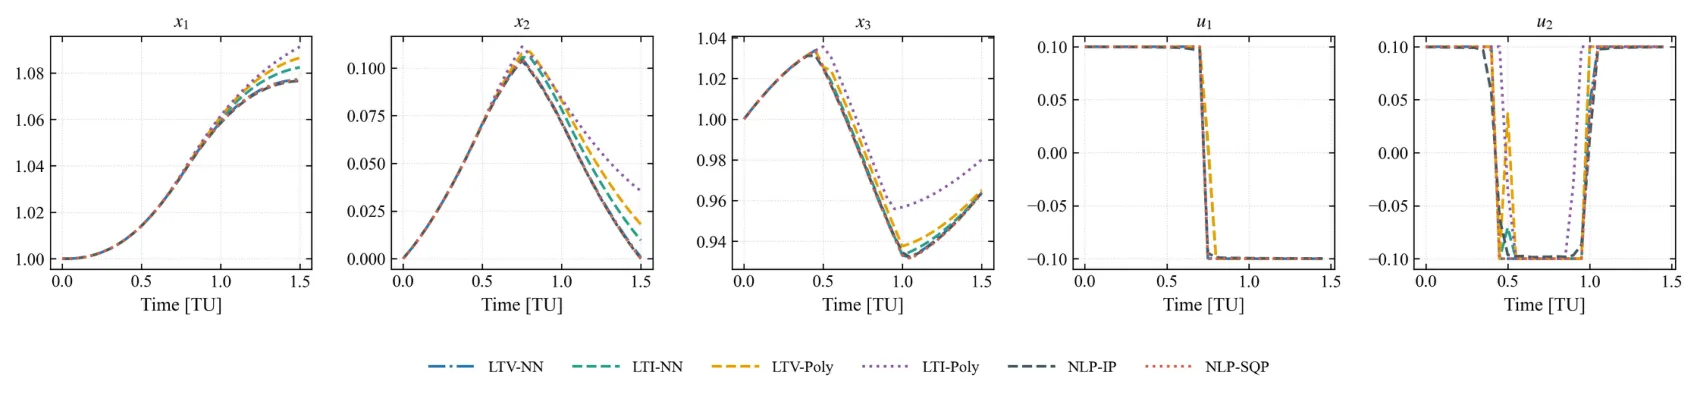 x₁ x₂ x₃ u₁ u₂
1.08 0.100 1.04 0.10 0.10
1.06 0.075 1.02 0.05 0.05
1.04 0.050 1.00 0.00 0.00
1.02 0.025 0.98 −0.05 −0.05
1.00 0.000 0.96 −0.10 −0.10
0.94
0.0 0.5 1.0 1.5 0.0 0.5 1.0 1.5 0.0 0.5 1.0 1.5 0.0 0.5 1.0 1.5 0.0 0.5 1.0 1.5
Time [TU] Time [TU] Time [TU] Time [TU] Time [TU]
LTV-NN LTI-NN LTV-Poly LTI-Poly NLP-IP NLP-SQP